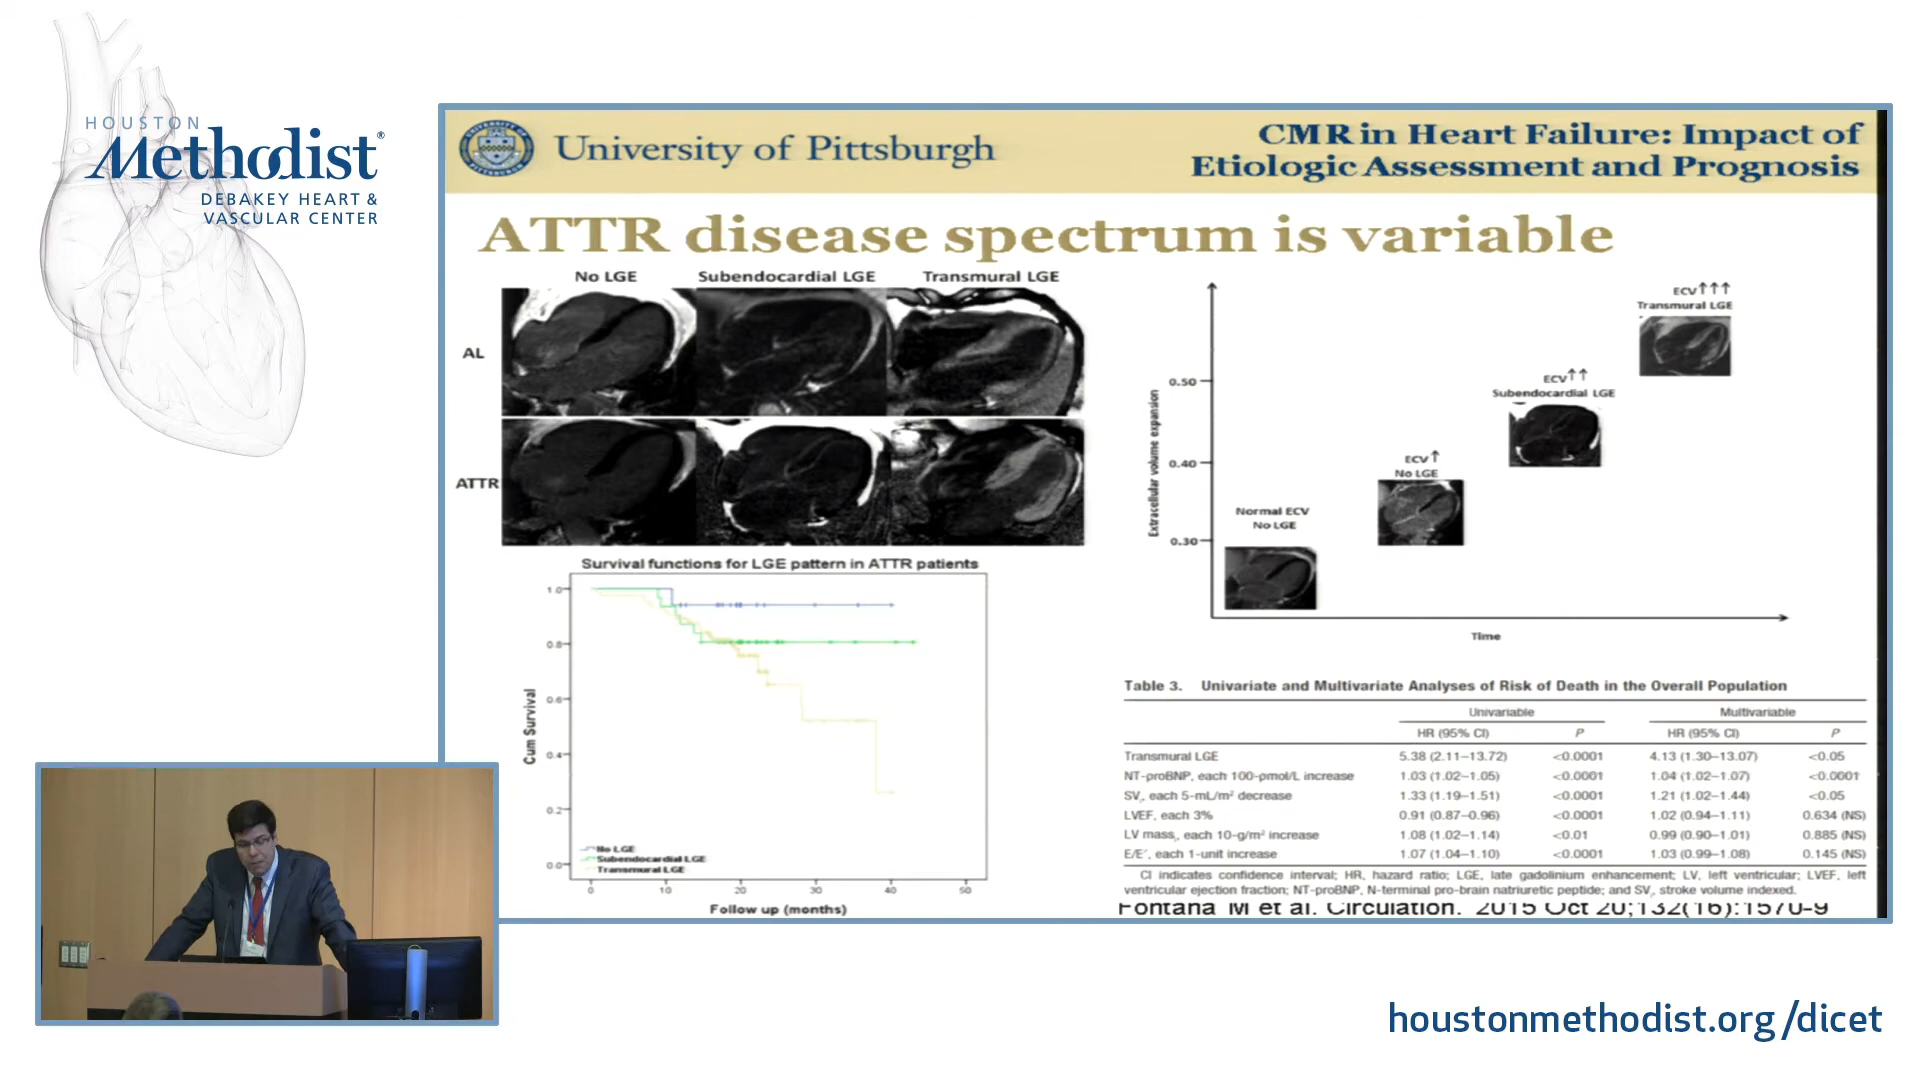 HOUSTON
Methodist®
DEBAKEY HEART &
VASCULAR CENTER
University of Pittsburgh
CMR in Heart Failure: Impact of
Etiologic Assessment and Prognosis
ATTR disease spectrum is variable
No LGE Subendocardial LGE Transmural LGE
AL
ATTR
Survival functions for LGE pattern in ATTR patients
Cum Survival
1.0
0.8
0.6
0.4
0.2
0.0
No LGE
Subendocardial LGE
Transmural LGE
0 10 20 30 40 50
Follow up (months)
Extracellular volume expansion
0.50
0.40
0.30
ECV↑↑↑
Transmural LGE
ECV↑↑
Subendocardial LGE
ECV↑
No LGE
Normal ECV
No LGE
Time
Table 3. Univariate and Multivariate Analyses of Risk of Death in the Overall Population
Univariable Multivariable
HR (95% CI) P HR (95% CI) P
Transmural LGE 5.38 (2.11–13.72) <0.0001 4.13 (1.30–13.07) <0.05
NT-proBNP, each 100-pmol/L increase 1.03 (1.02–1.05) <0.0001 1.04 (1.02–1.07) <0.0001
SVi, each 5-mL/m² decrease 1.33 (1.19–1.51) <0.0001 1.21 (1.02–1.44) <0.05
LVEF, each 3% 0.91 (0.87–0.96) <0.0001 1.02 (0.94–1.11) 0.634 (NS)
LV massi, each 10-g/m² increase 1.08 (1.02–1.14) <0.01 0.99 (0.90–1.01) 0.885 (NS)
E/E′, each 1-unit increase 1.07 (1.04–1.10) <0.0001 1.03 (0.99–1.08) 0.145 (NS)
CI indicates confidence interval; HR, hazard ratio; LGE, late gadolinium enhancement; LV, left ventricular; LVEF, left
ventricular ejection fraction; NT-proBNP, N-terminal pro-brain natriuretic peptide; and SVi, stroke volume indexed.
Fontana M et al. Circulation. 2015 Oct 20;132(16):1570-9
houstonmethodist.org/dicet